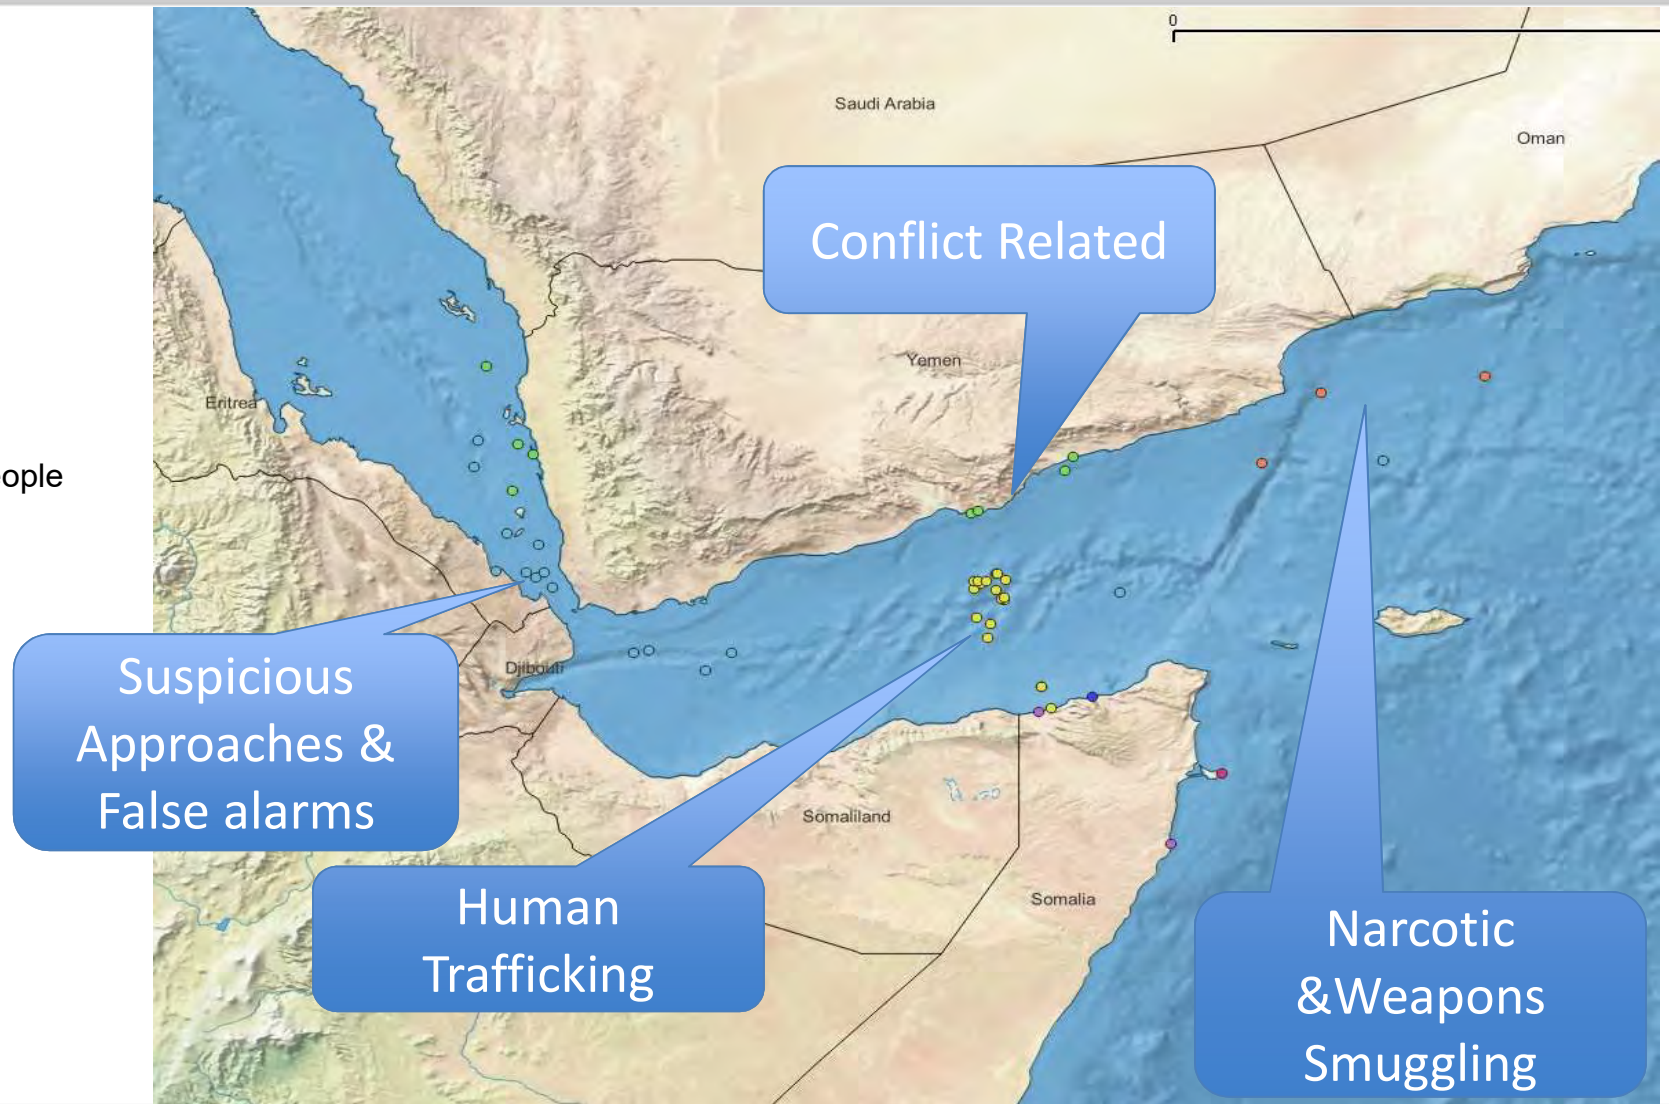 0
Saudi Arabia
Oman
Conflict Related
Yemen
Eritrea
ople
Suspicious
Approaches &
False alarms
Djibouti
Somaliland
Human
Trafficking
Somalia
Narcotic
&Weapons
Smuggling